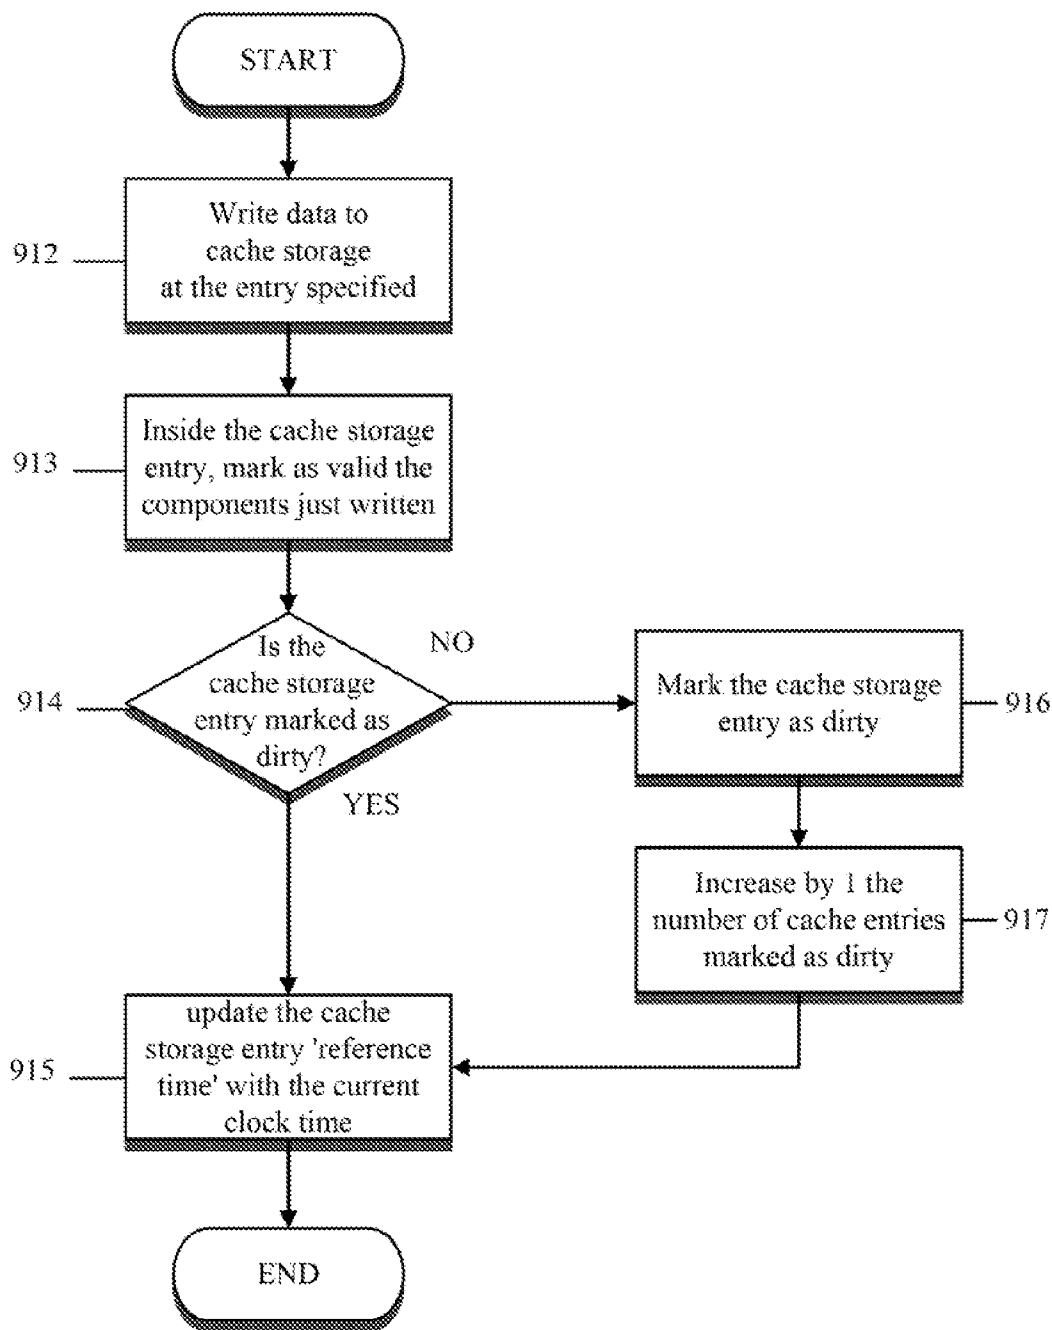 START
912
Write data to
cache storage
at the entry specified
913
Inside the cache storage
entry, mark as valid the
components just written
914
Is the
cache storage
entry marked as
dirty?
NO
YES
Mark the cache storage
entry as dirty
916
Increase by 1 the
number of cache entries
marked as dirty
917
915
update the cache
storage entry 'reference
time' with the current
clock time
END